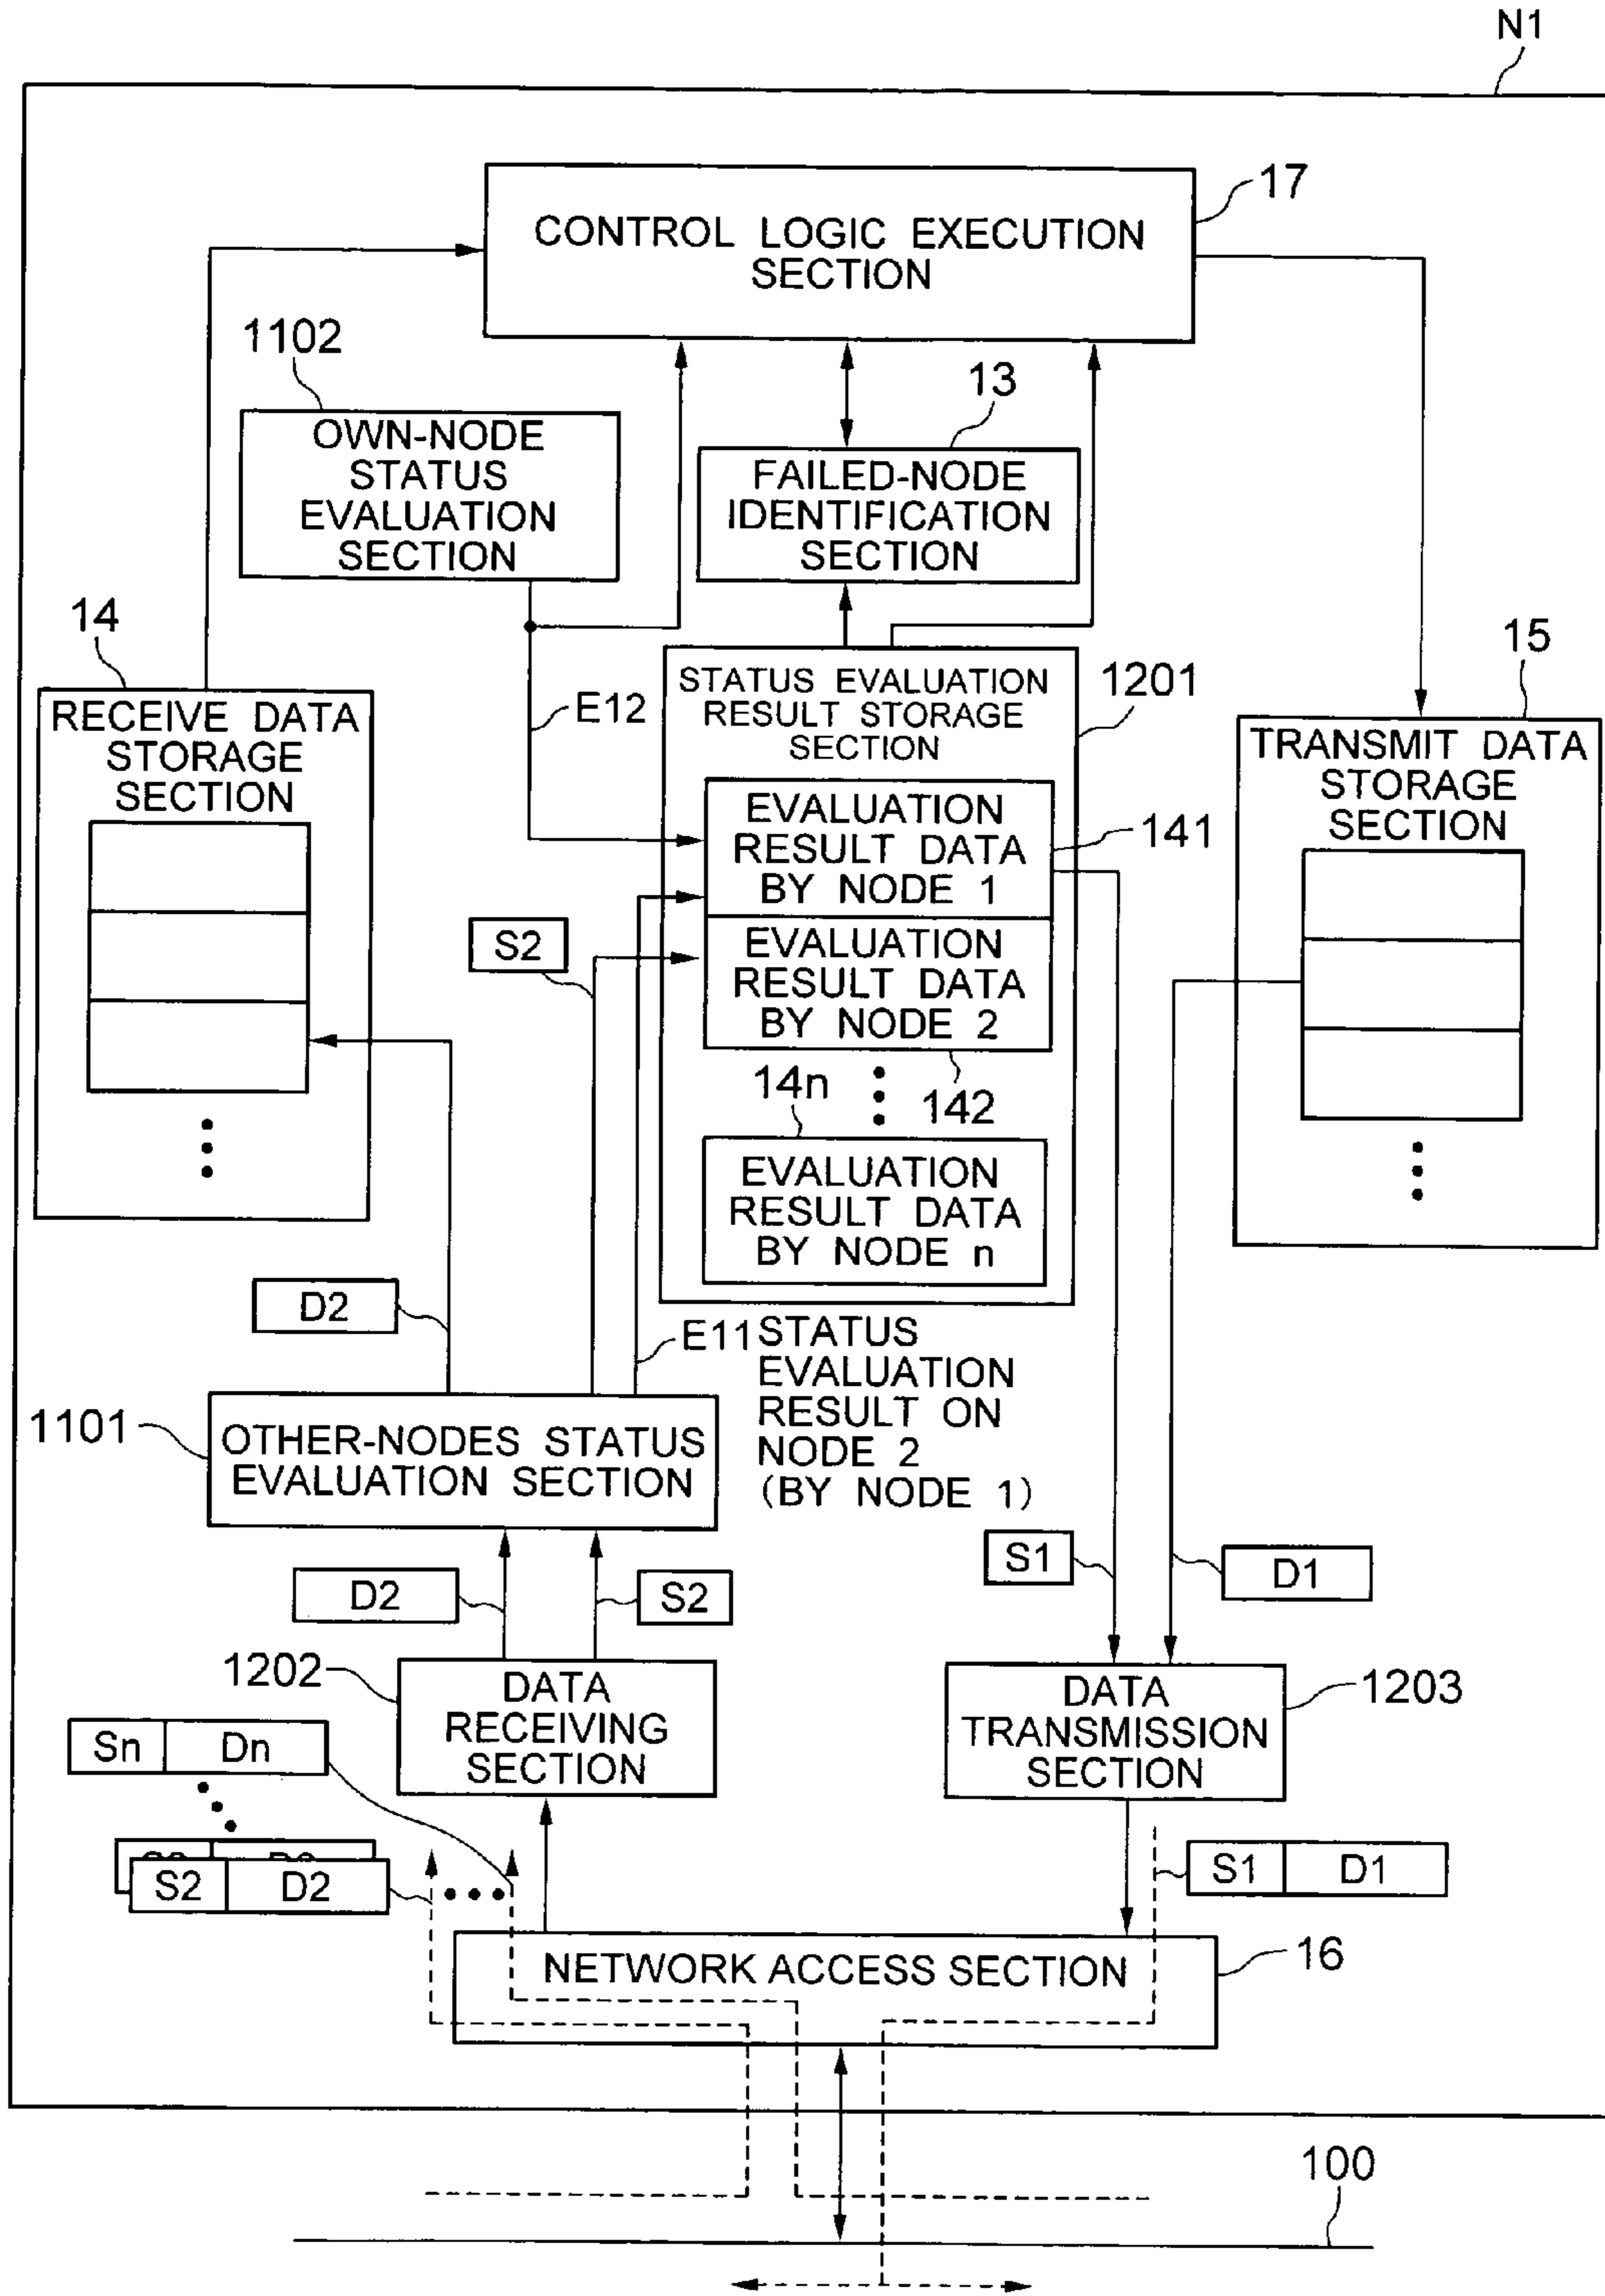 N1
17
CONTROL LOGIC EXECUTION
SECTION
1102
OWN-NODE
STATUS
EVALUATION
SECTION
13
FAILED-NODE
IDENTIFICATION
SECTION
14
RECEIVE DATA
STORAGE
SECTION
E12
STATUS EVALUATION
RESULT STORAGE
SECTION
1201
15
TRANSMIT DATA
STORAGE
SECTION
EVALUATION
RESULT DATA
BY NODE 1
141
S2
EVALUATION
RESULT DATA
BY NODE 2
142
14n
EVALUATION
RESULT DATA
BY NODE n
D2
E11
STATUS
EVALUATION
RESULT ON
NODE 2
(BY NODE 1)
1101
OTHER-NODES STATUS
EVALUATION SECTION
D2
S2
S1
D1
1202
DATA
RECEIVING
SECTION
DATA
TRANSMISSION
SECTION
1203
Sn Dn
S2 D2
S1 D1
NETWORK ACCESS SECTION
16
100